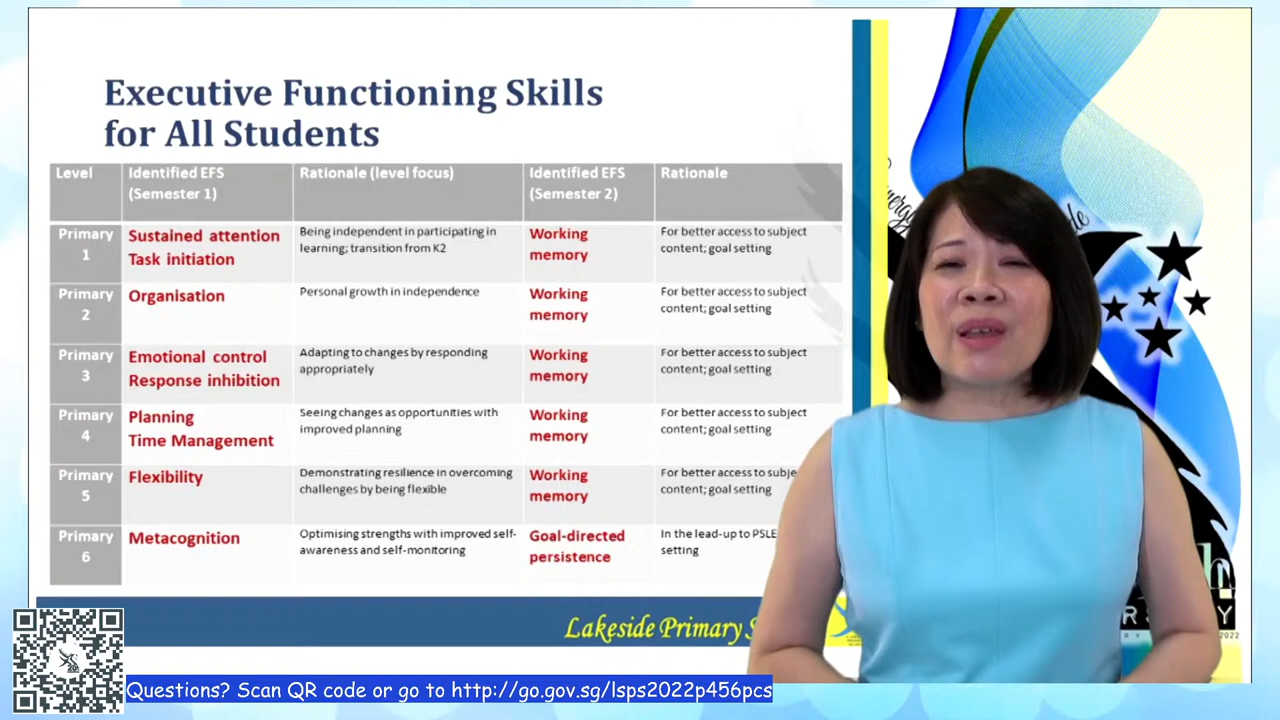 Executive Functioning Skills
for All Students
Level
Identified EFS
(Semester 1)
Rationale (level focus)
Identified EFS
(Semester 2)
Rationale
Primary
1
Sustained attention
Task initiation
Being independent in participating in
learning; transition from K2
Working
memory
For better access to subject
content; goal setting
Primary
2
Organisation
Personal growth in independence
Working
memory
For better access to subject
content; goal setting
Primary
3
Emotional control
Response inhibition
Adapting to changes by responding
appropriately
Working
memory
For better access to subject
content; goal setting
Primary
4
Planning
Time Management
Seeing changes as opportunities with
improved planning
Working
memory
For better access to subject
content; goal setting
Primary
5
Flexibility
Demonstrating resilience in overcoming
challenges by being flexible
Working
memory
For better access to
content; goal setting
Primary
6
Metacognition
Optimising strengths with improved self-
awareness and self-monitoring
Goal-directed
persistence
In the lead-up to PSLE
setting
Lakeside Primary
2022
Questions? Scan QR code or go to http://go.gov.sg/lsps2022p456pcs